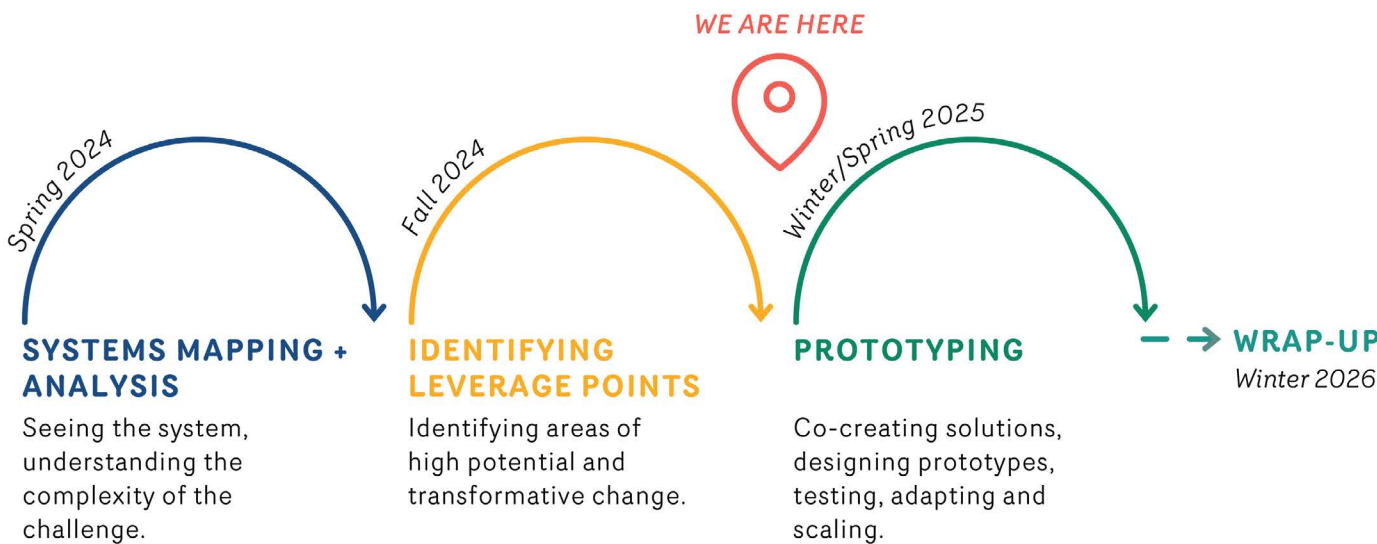 WE ARE HERE
Spring 2024
Fall 2024
Winter/Spring 2025
SYSTEMS MAPPING +
ANALYSIS
Seeing the system,
understanding the
complexity of the
challenge.
IDENTIFYING
LEVERAGE POINTS
Identifying areas of
high potential and
transformative change.
PROTOTYPING
Co-creating solutions,
designing prototypes,
testing, adapting and
scaling.
WRAP-UP
Winter 2026